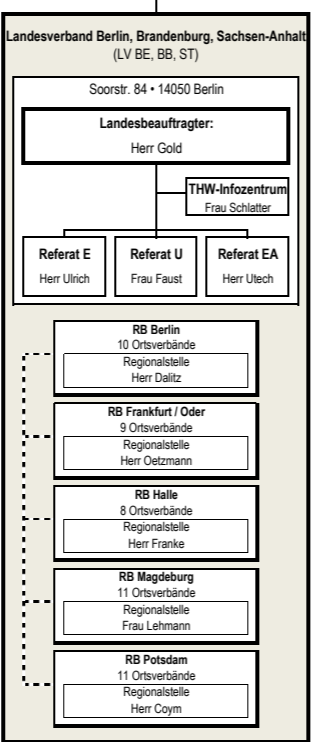 Landesverband Berlin, Brandenburg, Sachsen-Anhalt
(LV BE, BB, ST)
Soorstr. 84 • 14050 Berlin
Landesbeauftragter:
Herr Gold
THW-Infozentrum
Frau Schlatter
Referat E
Herr Ulrich
Referat U
Frau Faust
Referat EA
Herr Utech
RB Berlin
10 Ortsverbände
Regionalstelle
Herr Dalitz
RB Frankfurt / Oder
9 Ortsverbände
Regionalstelle
Herr Oetzmann
RB Halle
8 Ortsverbände
Regionalstelle
Herr Franke
RB Magdeburg
11 Ortsverbände
Regionalstelle
Frau Lehmann
RB Potsdam
11 Ortsverbände
Regionalstelle
Herr Coym